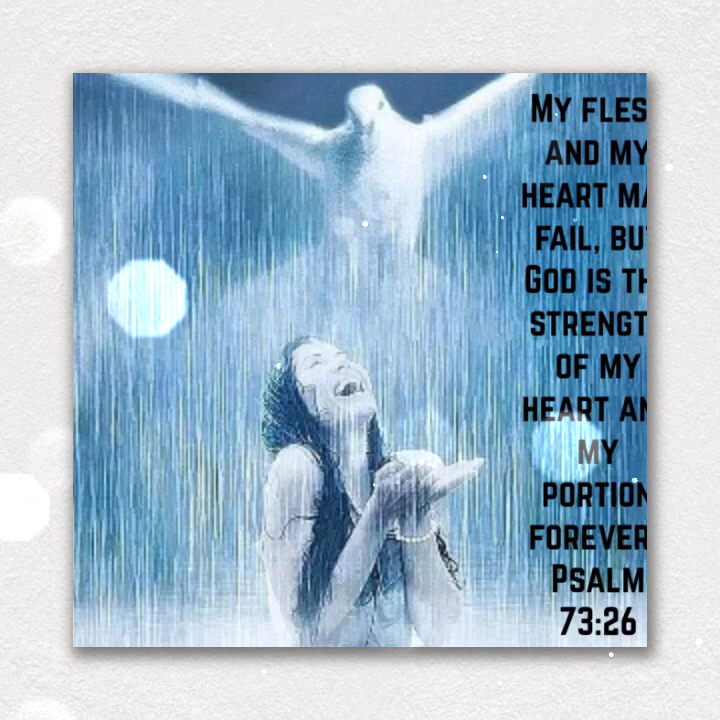 My fles
and my
heart ma
fail, but
God is th
strengt
of my
heart an
my
portion
forever
Psalm
73:26